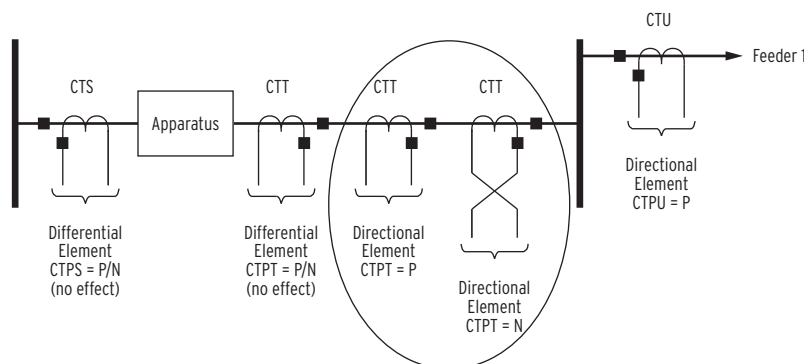 CTU
Feeder 1
CTS
CTT
CTT
CTT
Apparatus
Directional
Element
CTPU = P
Differential
Element
CTPS = P/N
(no effect)
Differential
Element
CTPT = P/N
(no effect)
Directional
Element
CTPT = P
Directional
Element
CTPT = N